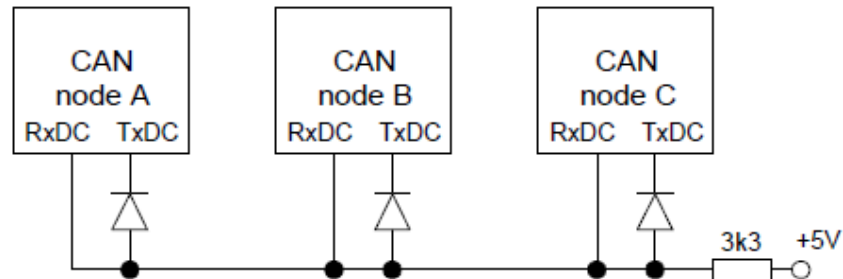 CAN
node A
RxDC TxDC
CAN
node B
RxDC TxDC
CAN
node C
RxDC TxDC
3k3 +5V